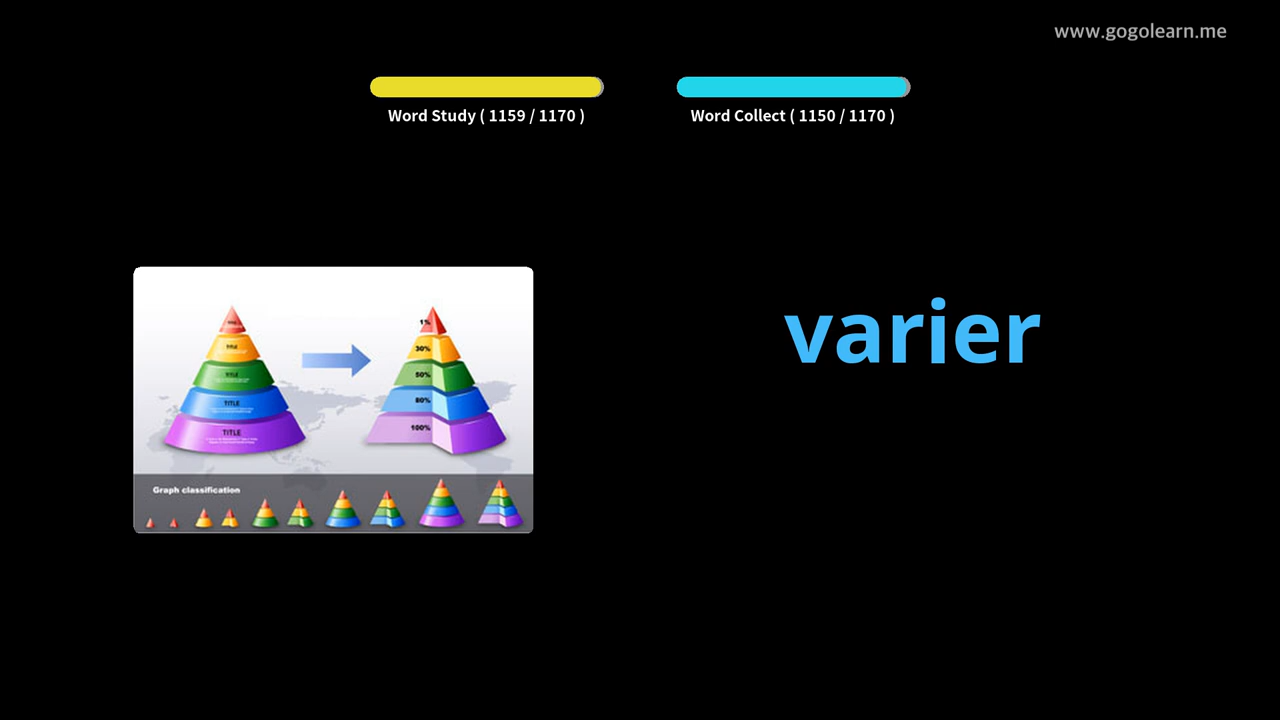 www.gogolearn.me
Word Study ( 1159 / 1170 )
Word Collect ( 1150 / 1170 )
varier
TITLE
TITLE
TITLE
TITLE
1%
30%
50%
80%
100%
Graph classification